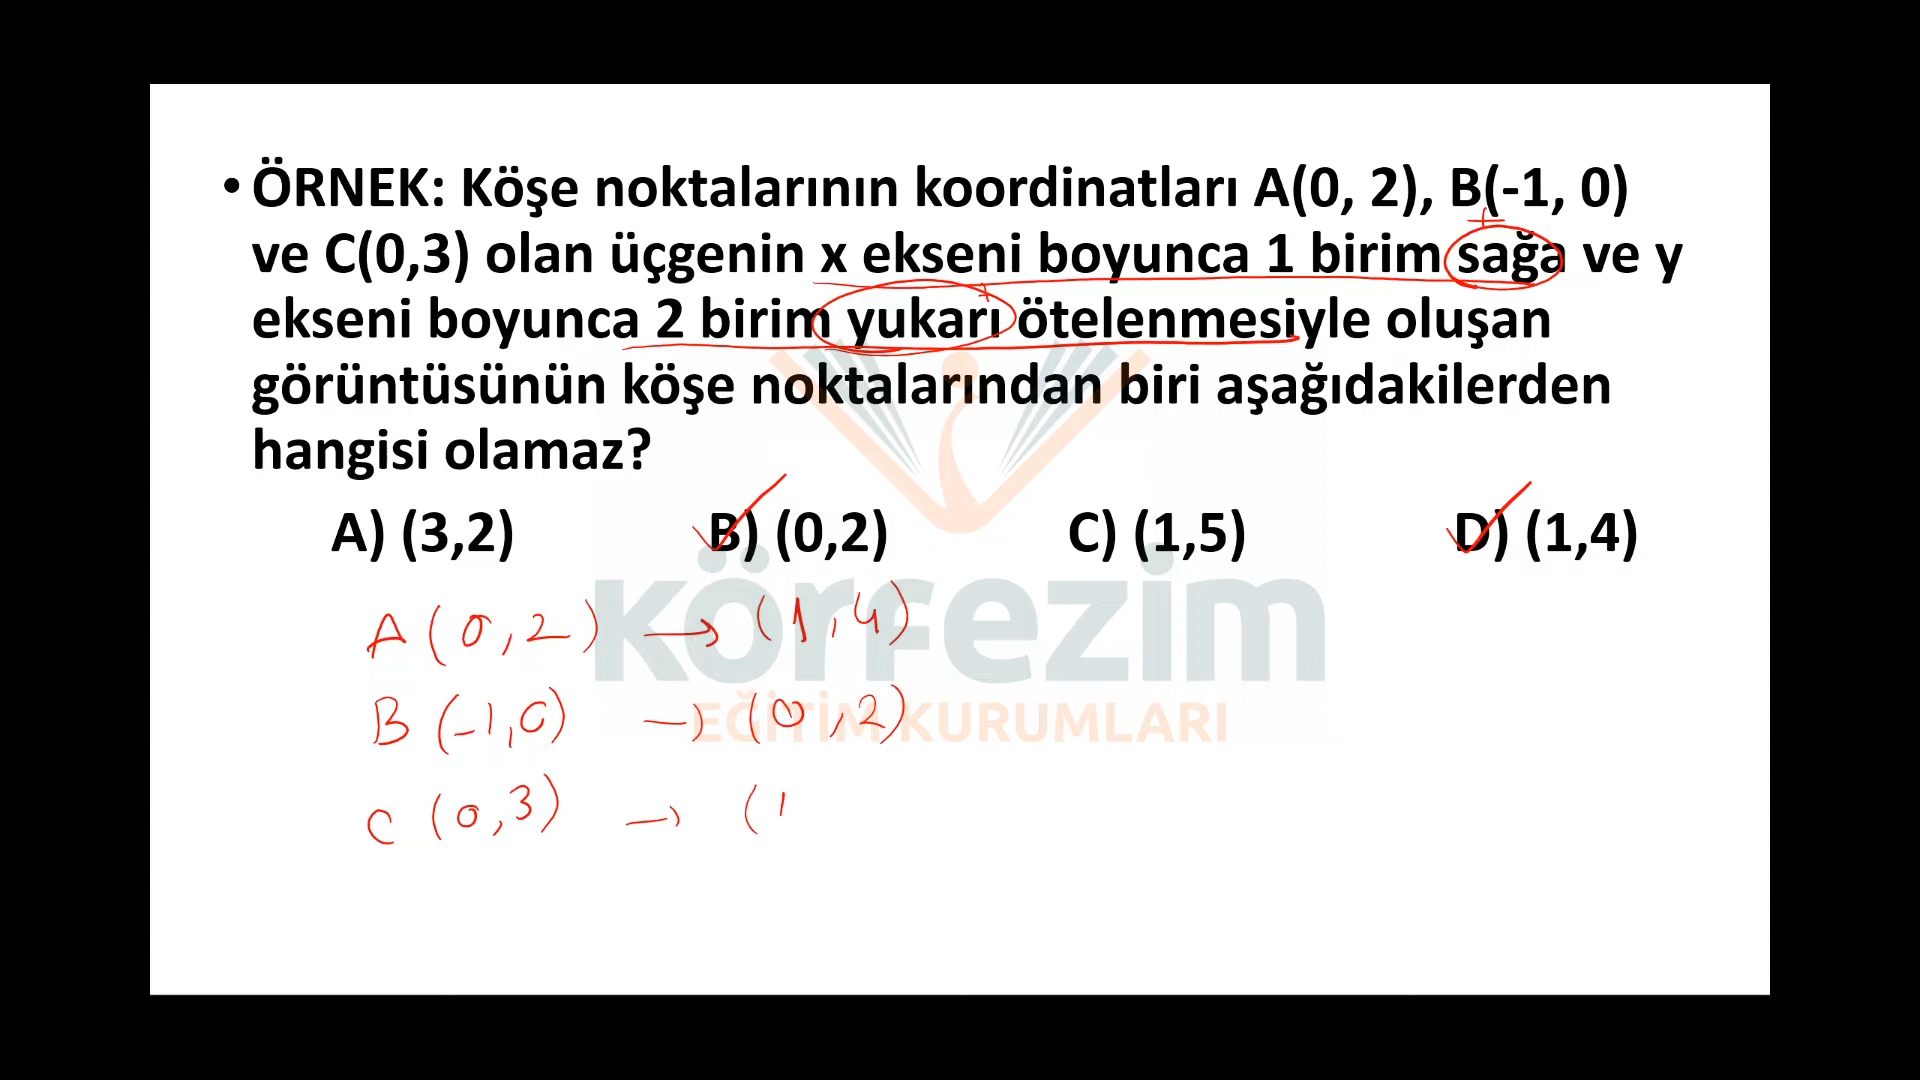 • ÖRNEK: Köşe noktalarının koordinatları A(0, 2), B(-1, 0)
ve C(0,3) olan üçgenin x ekseni boyunca 1 birim sağa ve y
ekseni boyunca 2 birim yukarı ötelenmesiyle oluşan
görüntüsünün köşe noktalarından biri aşağıdakilerden
hangisi olamaz?
A) (3,2) B) (0,2) C) (1,5) D) (1,4)
A (0,2) → (1,4)
B (-1,0) → (0,2)
C (0,3) → (1
körfezim
EĞİTİM KURUMLARI